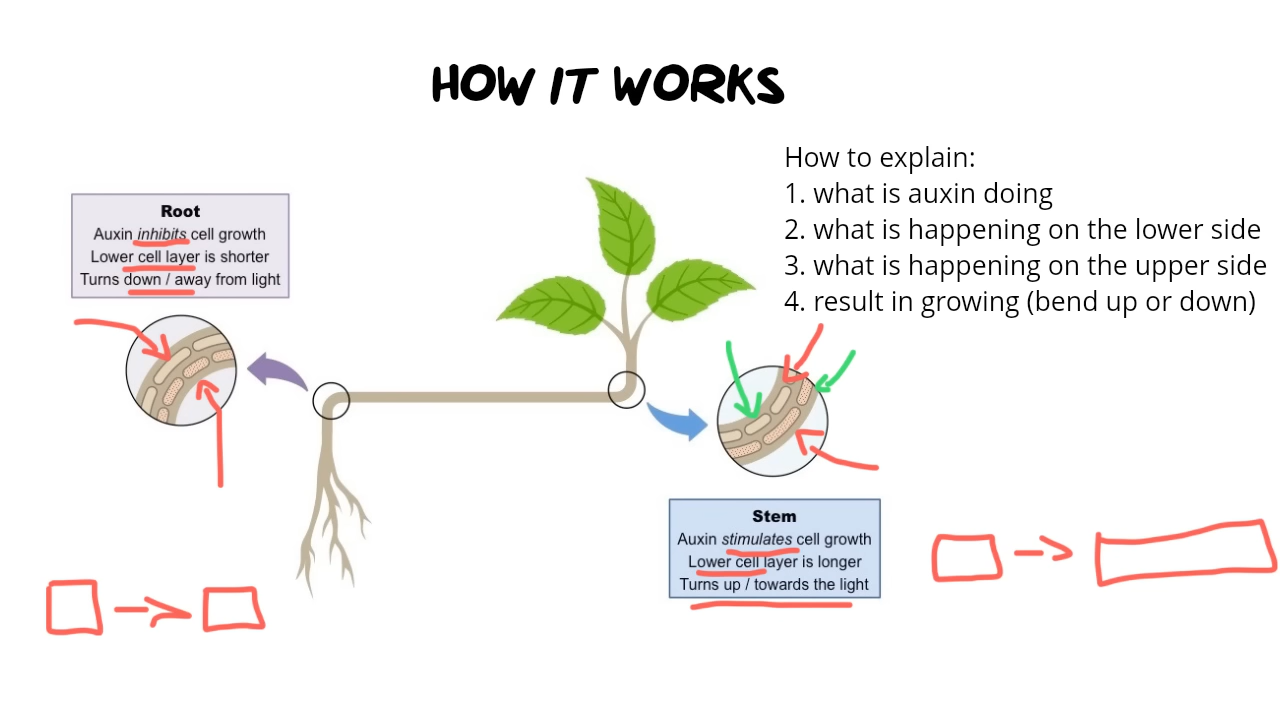 HOW IT WORKS
How to explain:
1. what is auxin doing
2. what is happening on the lower side
3. what is happening on the upper side
4. result in growing (bend up or down)
Root
Auxin inhibits cell growth
Lower cell layer is shorter
Turns down / away from light
Stem
Auxin stimulates cell growth
Lower cell layer is longer
Turns up / towards the light